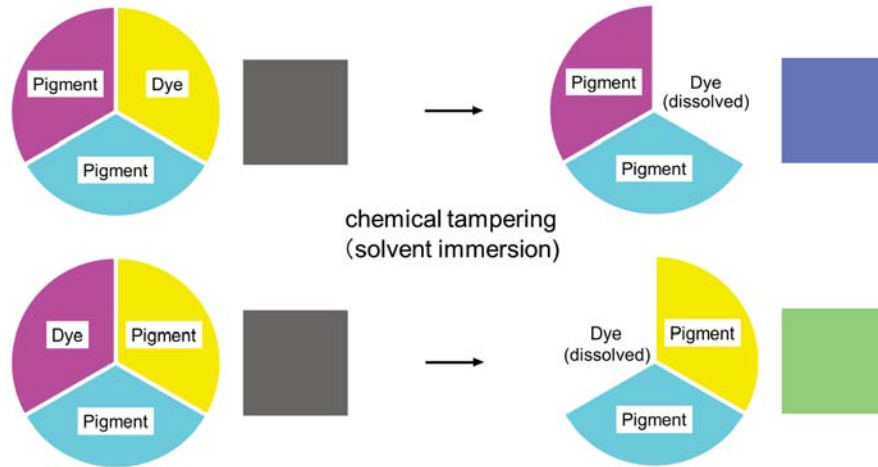 Pigment
Dye
Pigment
Pigment
Dye
(dissolved)
Pigment
chemical tampering
(solvent immersion)
Dye
Pigment
Pigment
Dye
(dissolved)
Pigment
Pigment